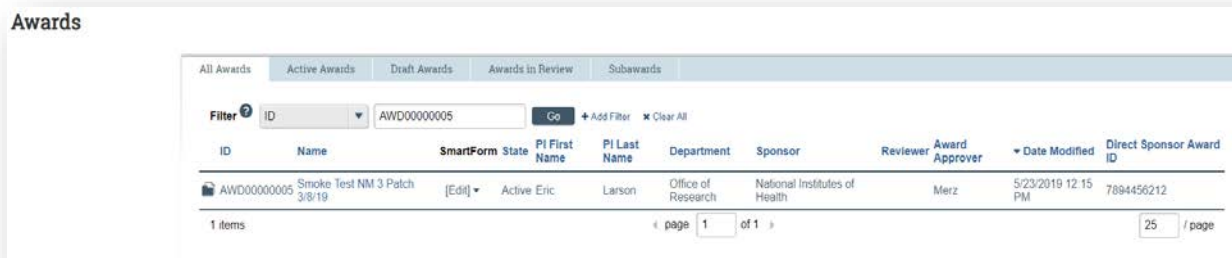 Awards
All Awards Active Awards Draft Awards Awards in Review Subawards
Filter ? ID AWD00000005 Go + Add Filter × Clear All
ID Name SmartForm State PI First Name PI Last Name Department Sponsor Reviewer Award Approver Date Modified Direct Sponsor Award ID
AWD00000005 Smoke Test NM 3 Patch 3/8/19 [Edit] Active Eric Larson Office of Research National Institutes of Health Merz 5/23/2019 12:15 PM 7894456212
1 items page 1 of 1 25 / page